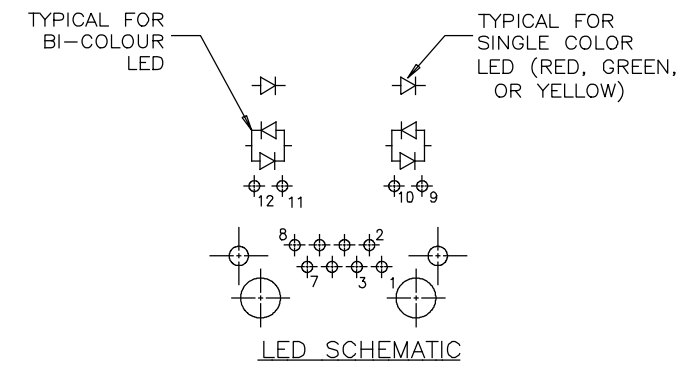 TYPICAL FOR
BI-COLOUR
LED
TYPICAL FOR
SINGLE COLOR
LED (RED, GREEN,
OR YELLOW)
12 11
10 9
8 2
7 3 1
LED SCHEMATIC